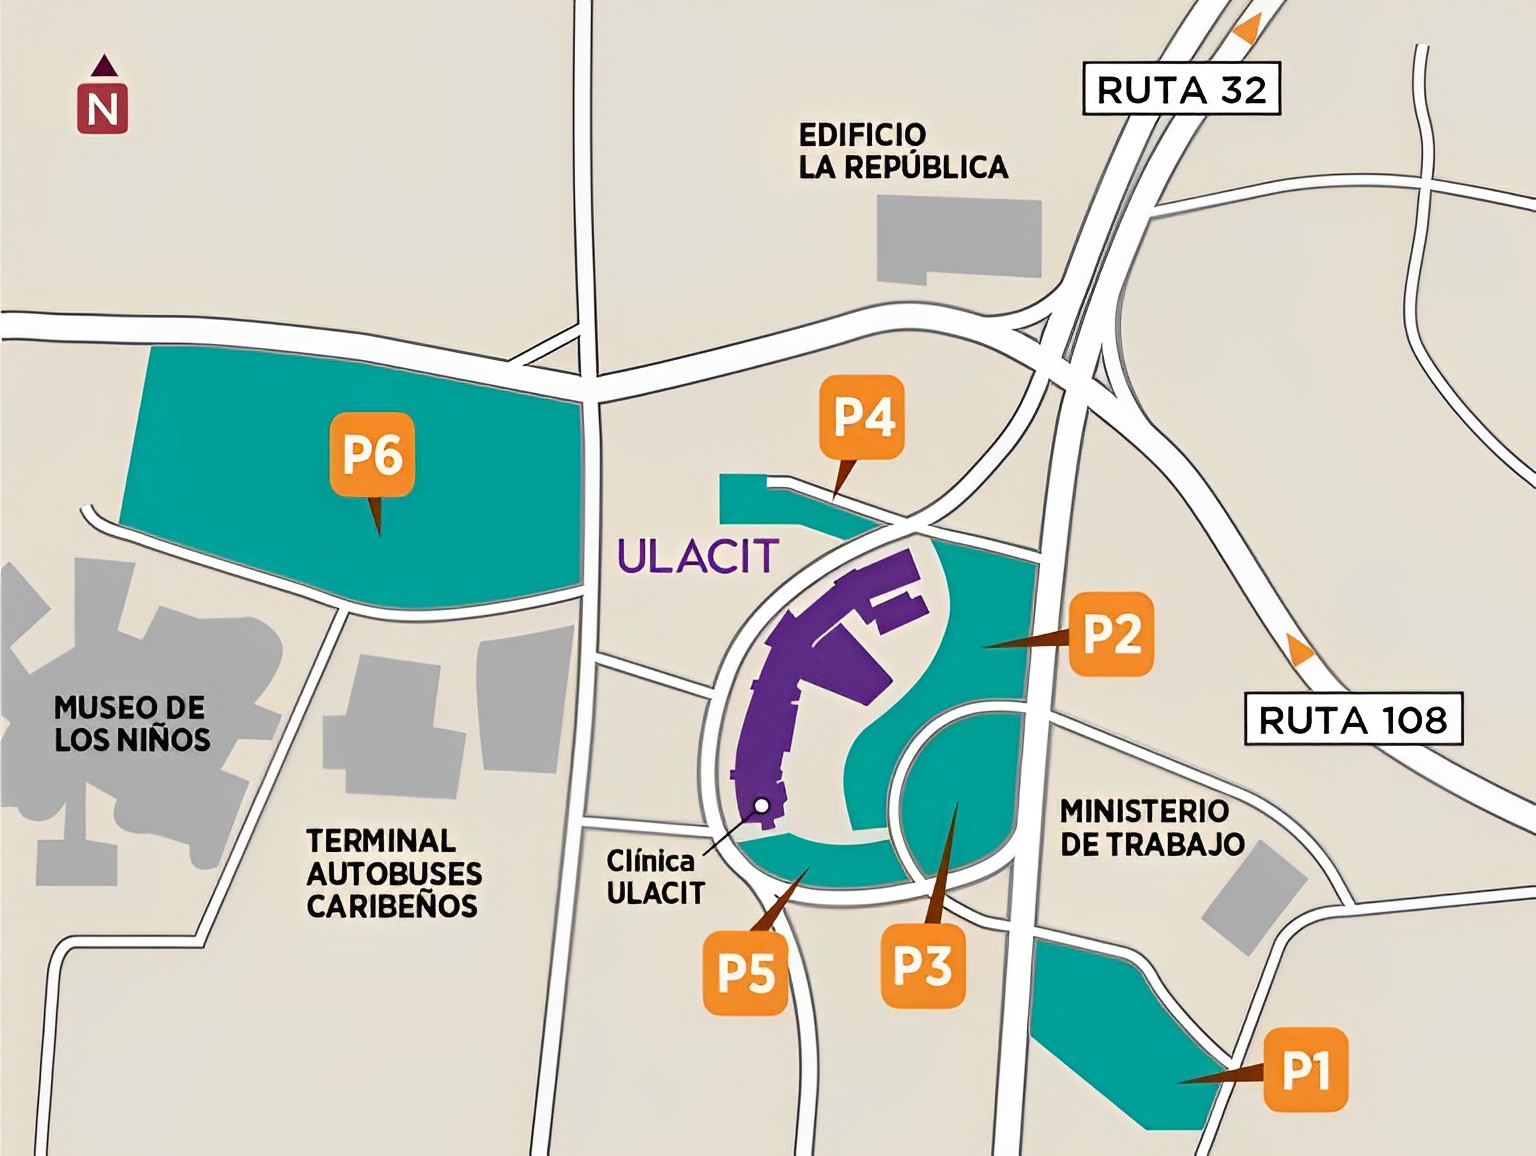 N
RUTA 32
EDIFICIO
LA REPÚBLICA
P4
P6
ULACIT
P2
MUSEO DE
LOS NIÑOS
RUTA 108
MINISTERIO
DE TRABAJO
TERMINAL
AUTOBUSES
CARIBEÑOS
Clínica
ULACIT
P5
P3
P1